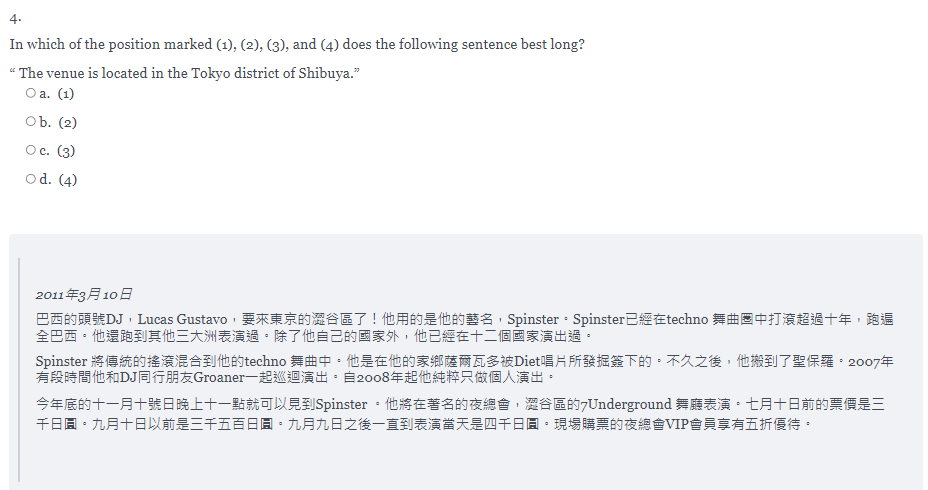 4.
In which of the position marked (1), (2), (3), and (4) does the following sentence best long?
“ The venue is located in the Tokyo district of Shibuya.”
a. (1)
b. (2)
c. (3)
d. (4)
2011年3月10日
巴西的頭號DJ，Lucas Gustavo，要來東京的澀谷區了！他用的是他的藝名，Spinster。Spinster已經在techno 舞曲圈中打滾超過十年，跑遍
全巴西。他還跑到其他三大洲表演過。除了他自己的國家外，他已經在十二個國家演出過。
Spinster 將傳統的搖滾混合到他的techno 舞曲中。他是在他的家鄉薩爾瓦多被Diet唱片所發掘簽下的。不久之後，他搬到了聖保羅。2007年
有段時間他和DJ同行朋友Groaner一起巡迴演出。自2008年起他純粹只做個人演出。
今年底的十一月十號日晚上十一點就可以見到Spinster 。他將在著名的夜總會，澀谷區的7Underground 舞廳表演。七月十日前的票價是三
千日圓。九月十日以前是三千五百日圓。九月九日之後一直到表演當天是四千日圓。現場購票的夜總會VIP會員享有五折優待。